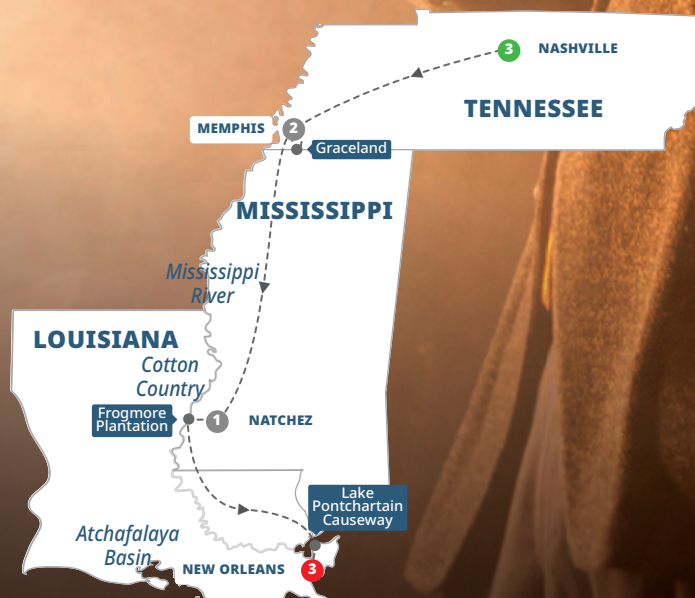 3 NASHVILLE
TENNESSEE
MEMPHIS 2
Graceland
MISSISSIPPI
Mississippi
River
LOUISIANA
Cotton
Country
Frogmore
Plantation
1 NATCHEZ
Lake
Pontchartain
Causeway
Atchafalaya
Basin
NEW ORLEANS 3